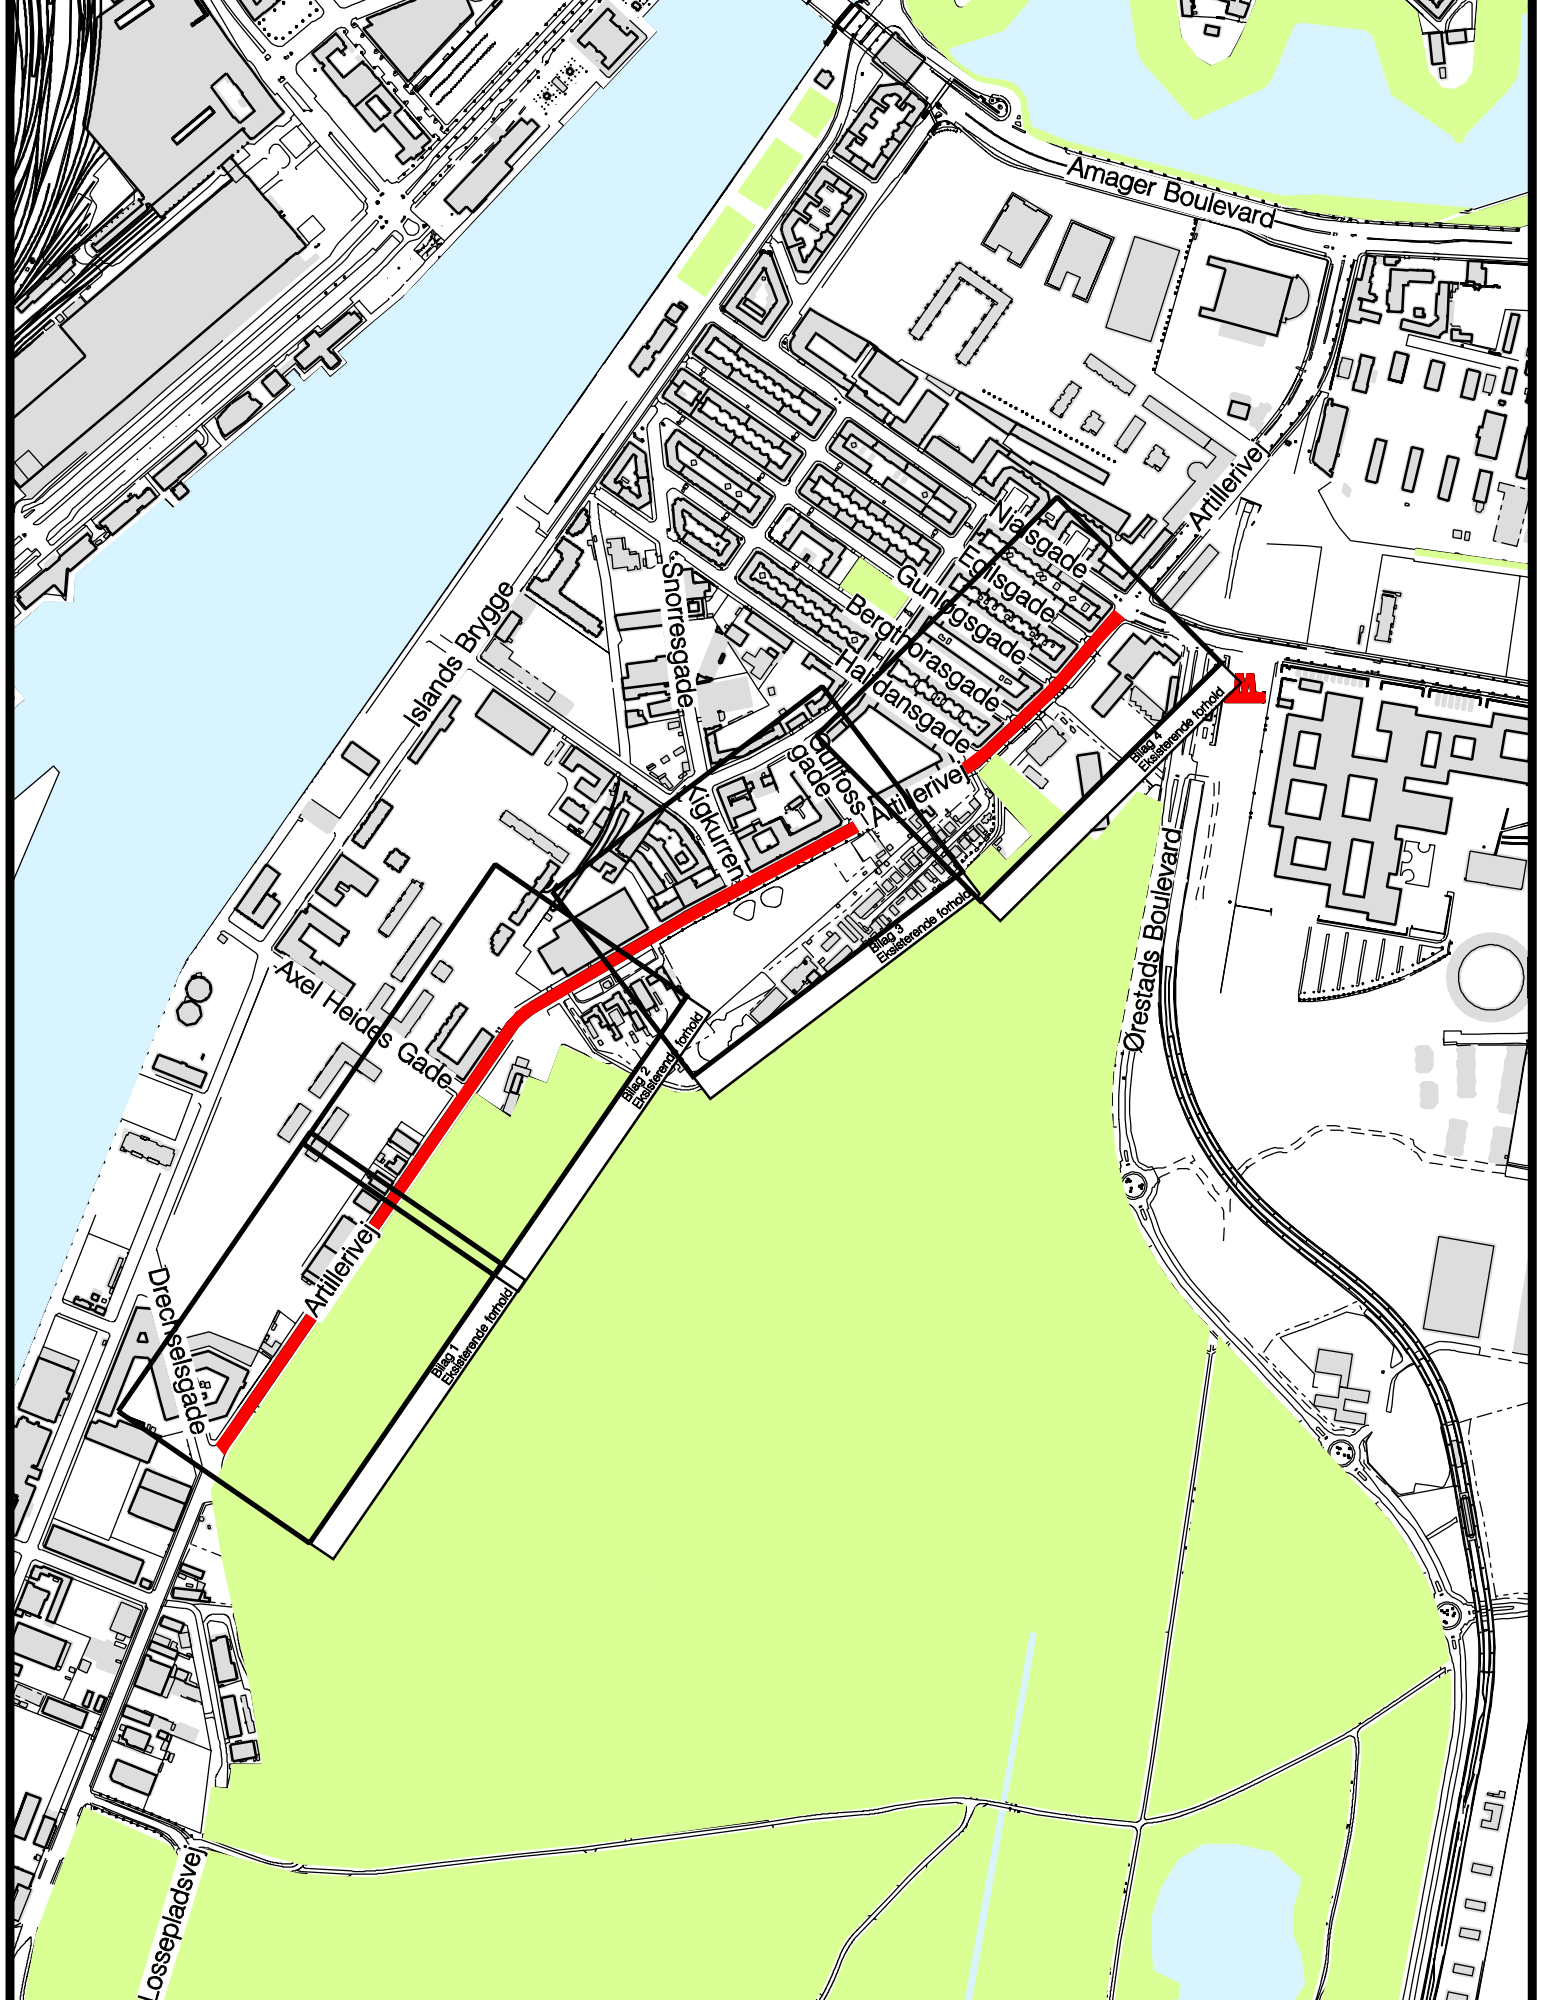 Amager Boulevard
Artillerivej
Njalsgade
Egilsgade
Gunløgsgade
Bergthorasgade
Halfdansgade
Snorresgade
Islands Brygge
Gullfoss
gade
Artillerivej
Kigkurren
Bilag 4
Eksisterende forhold
Ørestads Boulevard
Bilag 3
Eksisterende forhold
Axel Heides Gade
Bilag 2
Eksisterende forhold
Artillerivej
Drechselsgade
Bilag 1
Eksisterende forhold
Lossepladsvej